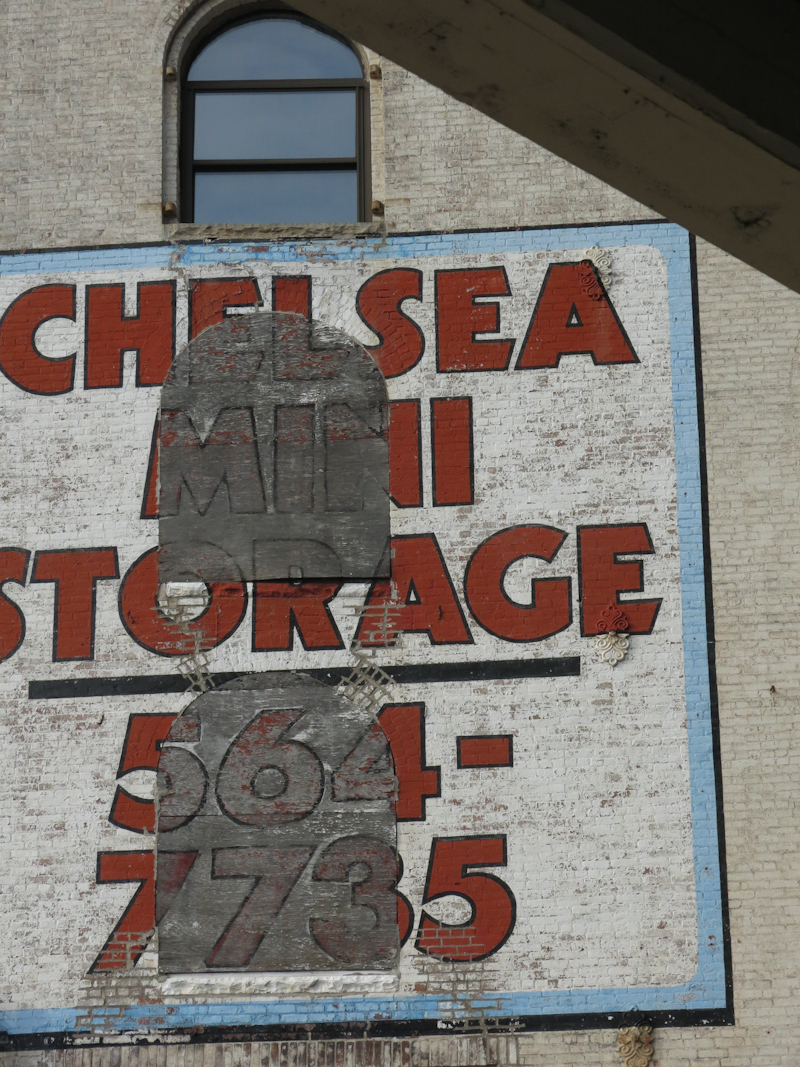 CHELSEA
MINI
STORAGE
564-
7735